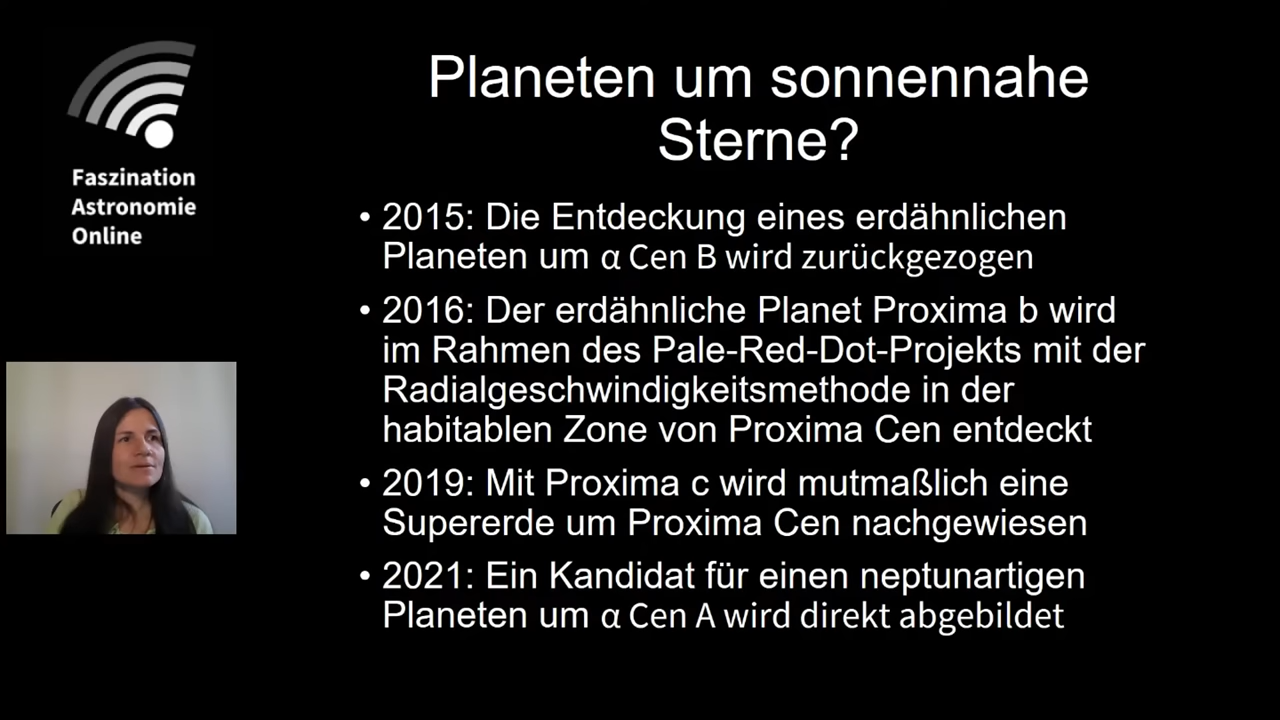 Faszination
Astronomie
Online
Planeten um sonnennahe
Sterne?
• 2015: Die Entdeckung eines erdähnlichen
Planeten um α Cen B wird zurückgezogen
• 2016: Der erdähnliche Planet Proxima b wird
im Rahmen des Pale-Red-Dot-Projekts mit der
Radialgeschwindigkeitsmethode in der
habitablen Zone von Proxima Cen entdeckt
• 2019: Mit Proxima c wird mutmaßlich eine
Supererde um Proxima Cen nachgewiesen
• 2021: Ein Kandidat für einen neptunartigen
Planeten um α Cen A wird direkt abgebildet